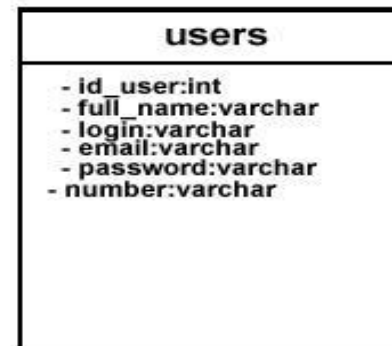 users
- id_user:int
- full_name:varchar
- login:varchar
- email:varchar
- password:varchar
- number:varchar